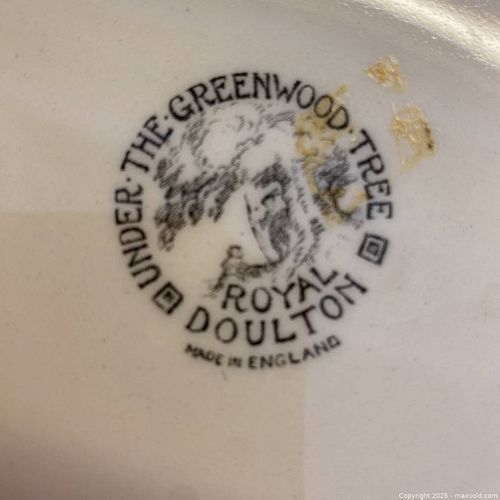 UNDER·THE·GREENWOOD·TREE
ROYAL
DOULTON
MADE IN ENGLAND
Copyright 2025 - maxsold.com